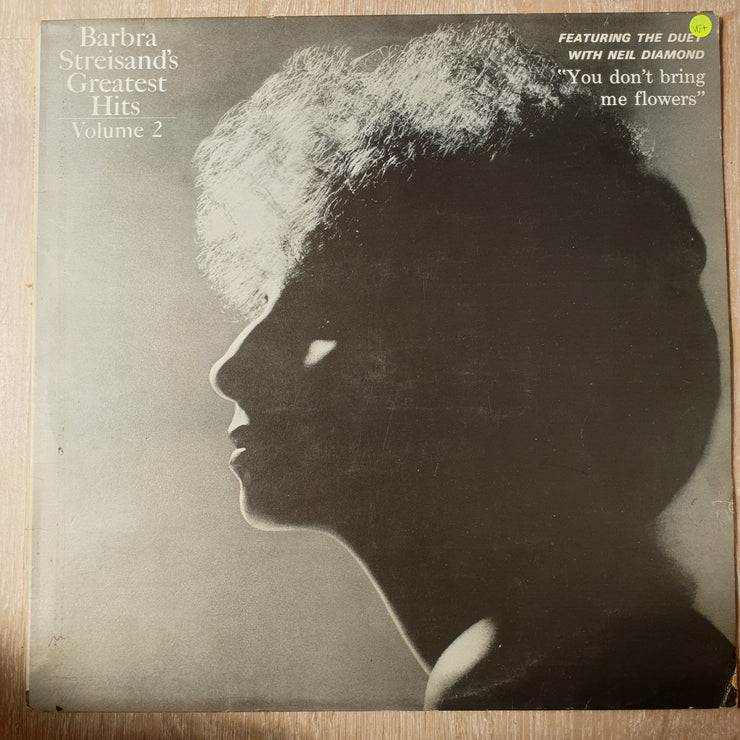 Barbra
Streisand's
Greatest
Hits
Volume 2
FEATURING THE DUET
WITH NEIL DIAMOND
"You don't bring
me flowers"